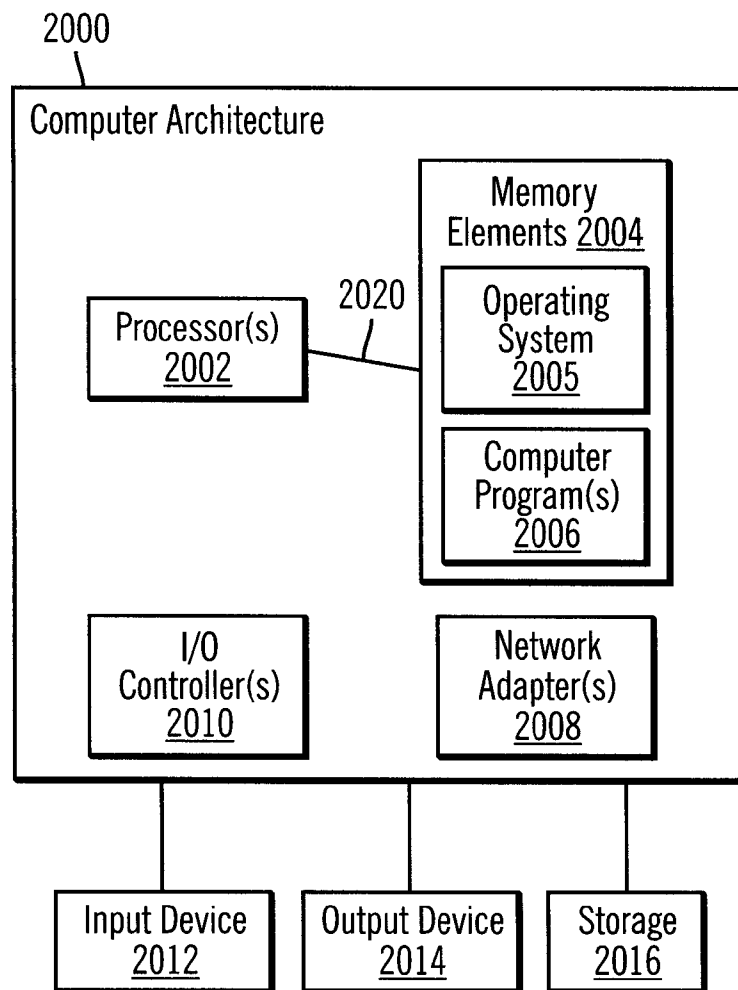 2000
Computer Architecture
Memory
Elements 2004
Operating
System
2005
2020
Processor(s)
2002
Computer
Program(s)
2006
I/O
Controller(s)
2010
Network
Adapter(s)
2008
Input Device
2012
Output Device
2014
Storage
2016